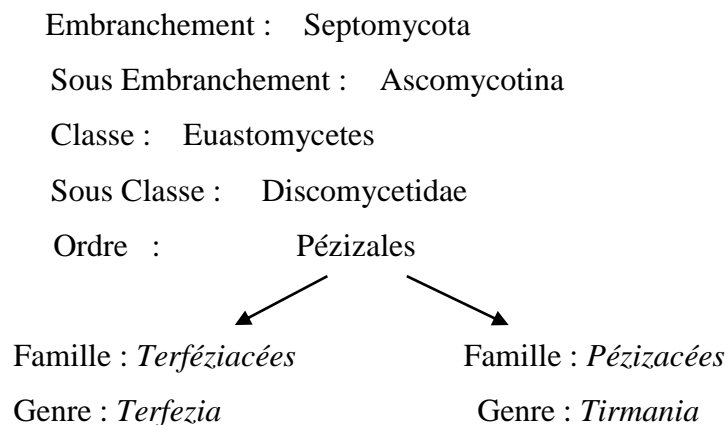 Embranchement : Septomycota
Sous Embranchement : Ascomycotina
Classe : Euastomycetes
Sous Classe : Discomycetidae
Ordre : Pézizales
Famille : Terféziacées Famille : Pézizacées
Genre : Terfezia Genre : Tirmania